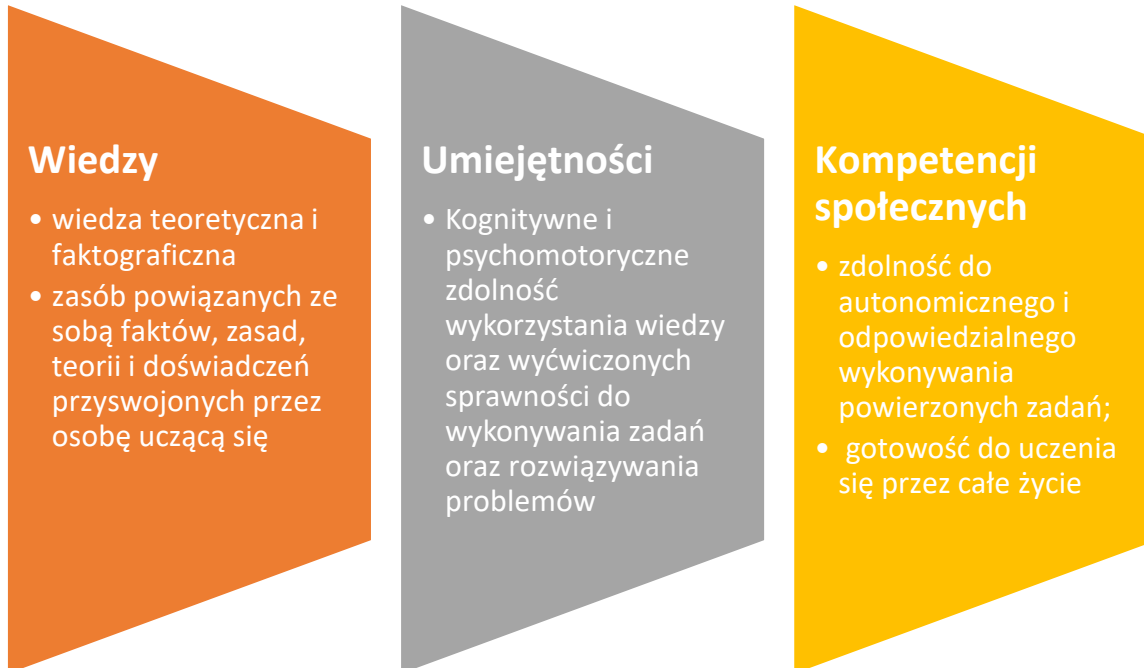 Wiedzy
• wiedza teoretyczna i
faktograficzna
• zasób powiązanych ze
sobą faktów, zasad,
teorii i doświadczeń
przyswojonych przez
osobę uczącą się
Umiejętności
• Kognitywne i
psychomotoryczne
zdolność
wykorzystania wiedzy
oraz wyćwiczonych
sprawności do
wykonywania zadań
oraz rozwiązywania
problemów
Kompetencji
społecznych
• zdolność do
autonomicznego i
odpowiedzialnego
wykonywania
powierzonych zadań;
• gotowość do uczenia
się przez całe życie